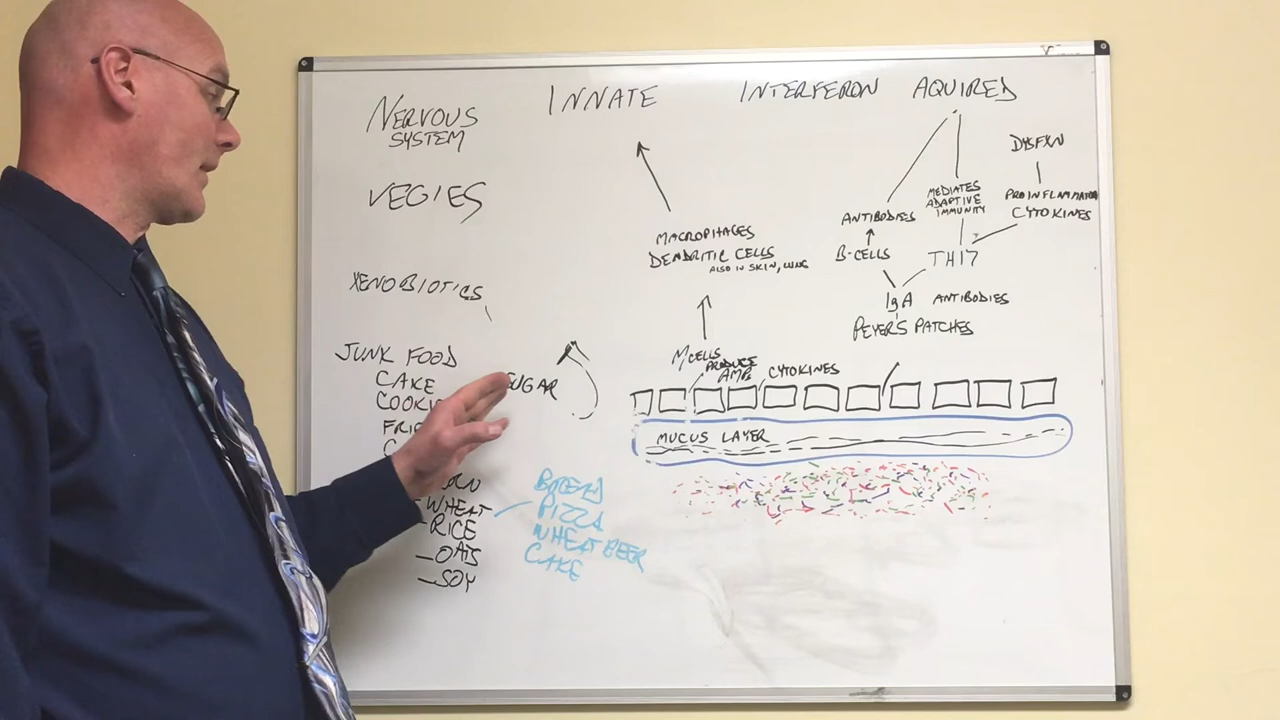 NERVOUS
SYSTEM
INNATE
INTERFERON
AQUIRED
VEGIES
XENOBIOTICS
JUNK FOOD
CAKE
SUGAR
WHEAT
RICE
-OATS
-SOY
BREAD
PIZZA
WHEAT BEER
CAKE
MACROPHAGES
DENDRITIC CELLS
ALSO IN SKIN, LUNG
M CELLS
PRODUCE
AMPs
CYTOKINES
MUCUS LAYER
ANTIBODIES
B-CELLS
MEDIATES
ADAPTIVE
IMMUNITY
TH17
DYSFXN
PROINFLAMMATORY
CYTOKINES
IgA ANTIBODIES
PEYER'S PATCHES